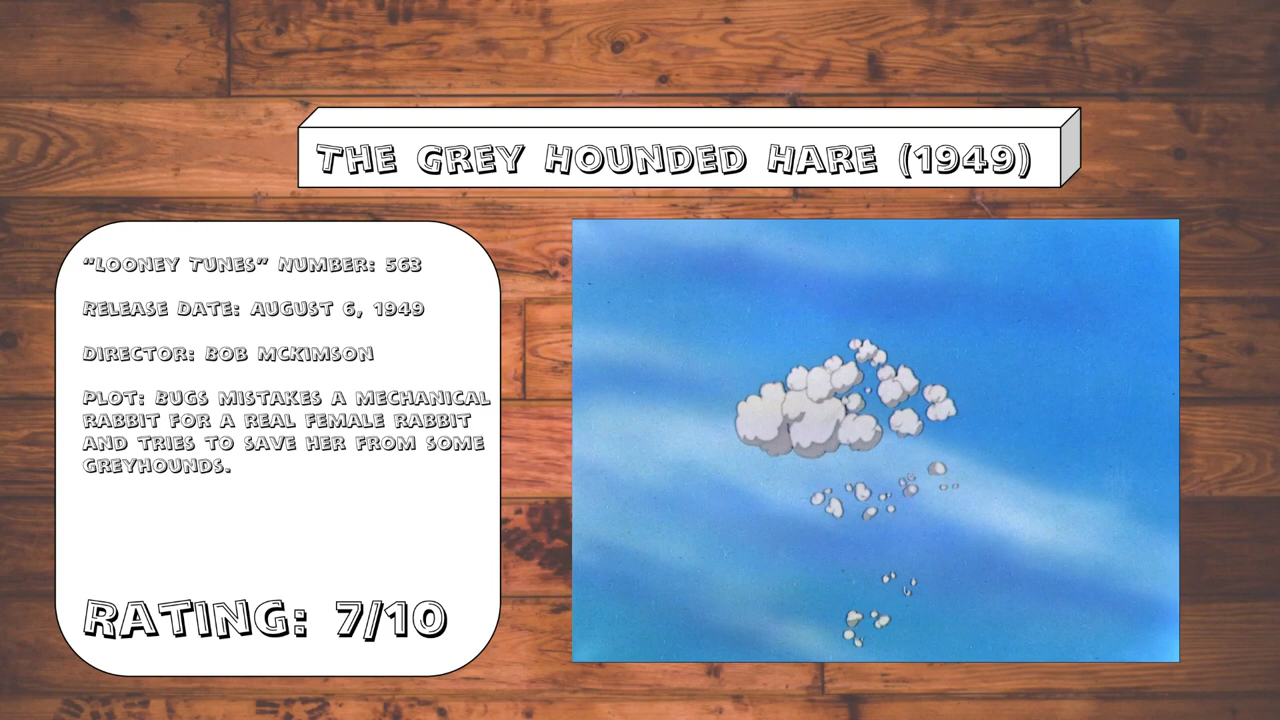 THE GREY HOUNDED HARE (1949)
"LOONEY TUNES" NUMBER: 563
RELEASE DATE: AUGUST 6, 1949
DIRECTOR: BOB MCKIMSON
PLOT: BUGS MISTAKES A MECHANICAL
RABBIT FOR A REAL FEMALE RABBIT
AND TRIES TO SAVE HER FROM SOME
GREYHOUNDS.
RATING: 7/10